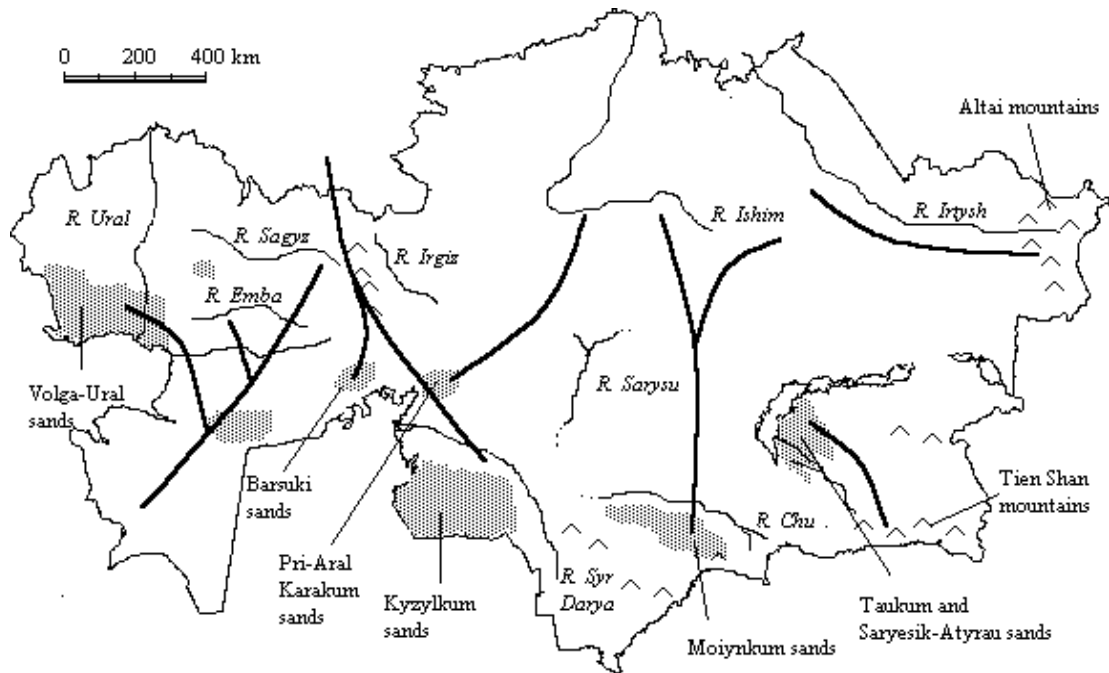 0 200 400 km
Altai mountains
R. Ural
R. Sagyz
R. Irgiz
R. Ishim
R. Irtysh
R. Emba
Volga-Ural
sands
R. Sarysu
Barsuki
sands
Tien Shan
mountains
R. Chu
Pri-Aral
Karakum
sands
Kyzylkum
sands
R. Syr
Darya
Moiynkum sands
Taukum and
Saryesik-Atyrau sands